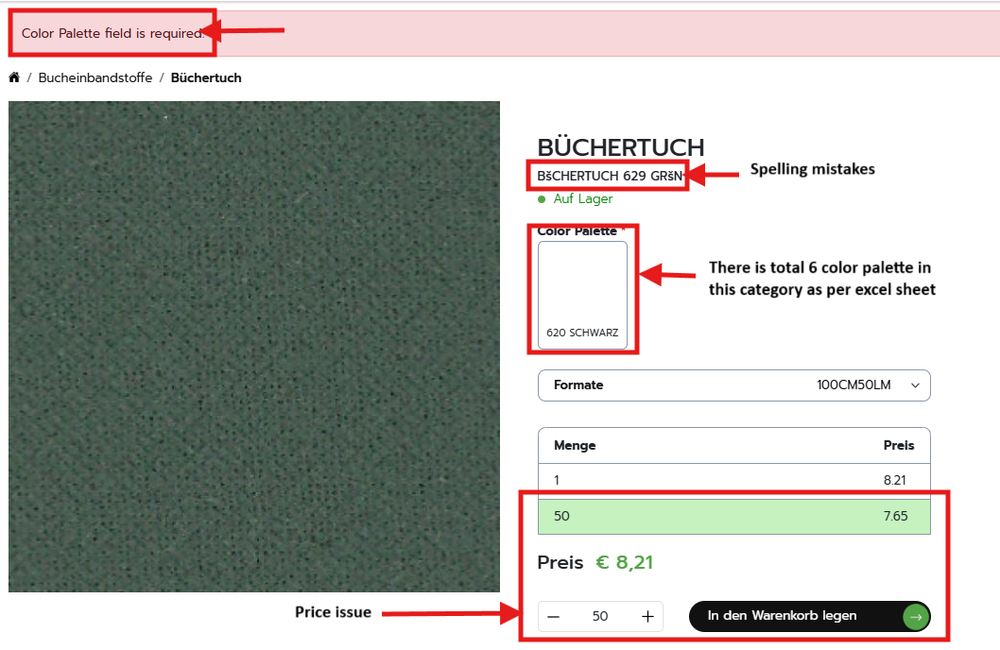 Color Palette field is required.
/ Bucheinbandstoffe / Büchertuch
BÜCHERTUCH
BšCHERTUCH 629 GRšN
Spelling mistakes
Auf Lager
Color Palette *
There is total 6 color palette in
this category as per excel sheet
620 SCHWARZ
Formate 100CM50LM
Menge Preis
1 8.21
50 7.65
Preis € 8,21
Price issue
— 50 + In den Warenkorb legen →